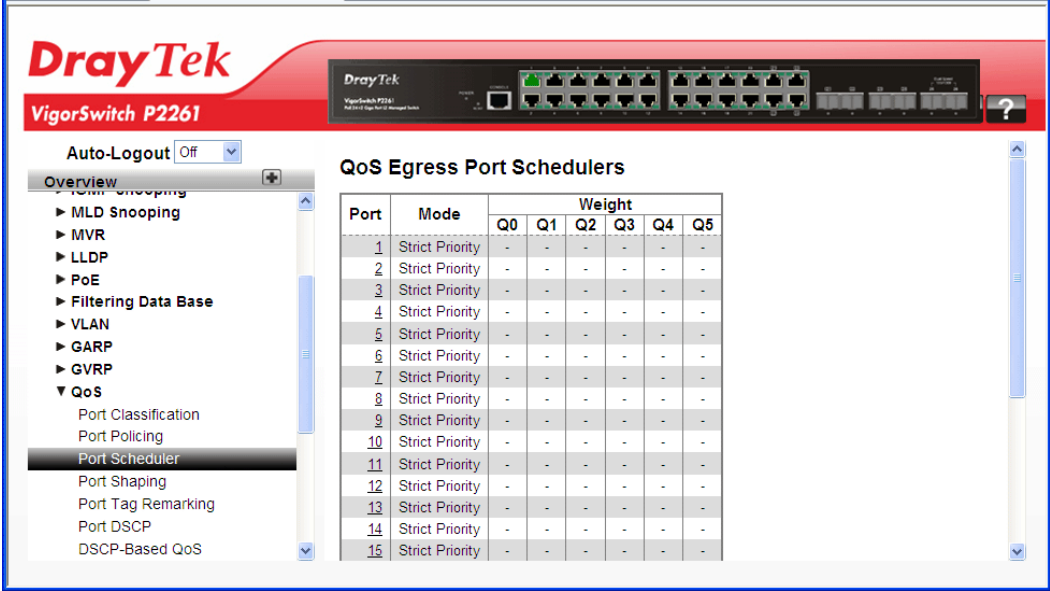 DrayTek
VigorSwitch P2261
DrayTek
VigorSwitch P2261
?
Auto-Logout Off
Overview
IGMP Snooping
MLD Snooping
MVR
LLDP
PoE
Filtering Data Base
VLAN
GARP
GVRP
QoS
Port Classification
Port Policing
Port Scheduler
Port Shaping
Port Tag Remarking
Port DSCP
DSCP-Based QoS
QoS Egress Port Schedulers
Port Mode Weight
Q0 Q1 Q2 Q3 Q4 Q5
1 Strict Priority - - - - - -
2 Strict Priority - - - - - -
3 Strict Priority - - - - - -
4 Strict Priority - - - - - -
5 Strict Priority - - - - - -
6 Strict Priority - - - - - -
7 Strict Priority - - - - - -
8 Strict Priority - - - - - -
9 Strict Priority - - - - - -
10 Strict Priority - - - - - -
11 Strict Priority - - - - - -
12 Strict Priority - - - - - -
13 Strict Priority - - - - - -
14 Strict Priority - - - - - -
15 Strict Priority - - - - - -